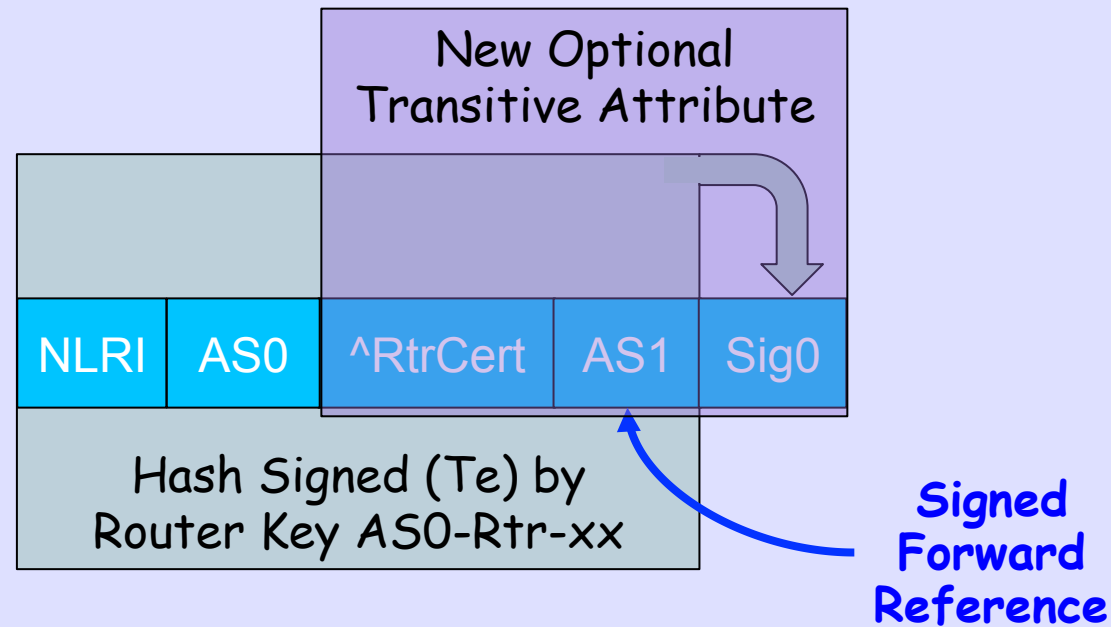 New Optional
Transitive Attribute
NLRI AS0 ^RtrCert AS1 Sig0
Hash Signed (Te) by
Router Key AS0-Rtr-xx
Signed
Forward
Reference